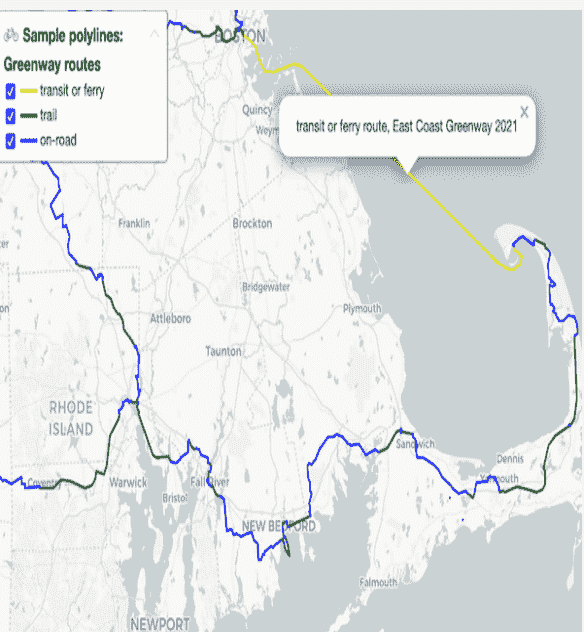 Sample polylines:
Greenway routes
transit or ferry
trail
on-road
BOSTON
Quincy
Weym
transit or ferry route, East Coast Greenway 2021
X
Franklin
Brockton
Bridgewater
Plymouth
Attleboro
Taunton
RHODE
ISLAND
Sandwich
Dennis
Yarmouth
Coventry
Warwick
Fall River
Bristol
NEW BEDFORD
Falmouth
NEWPORT